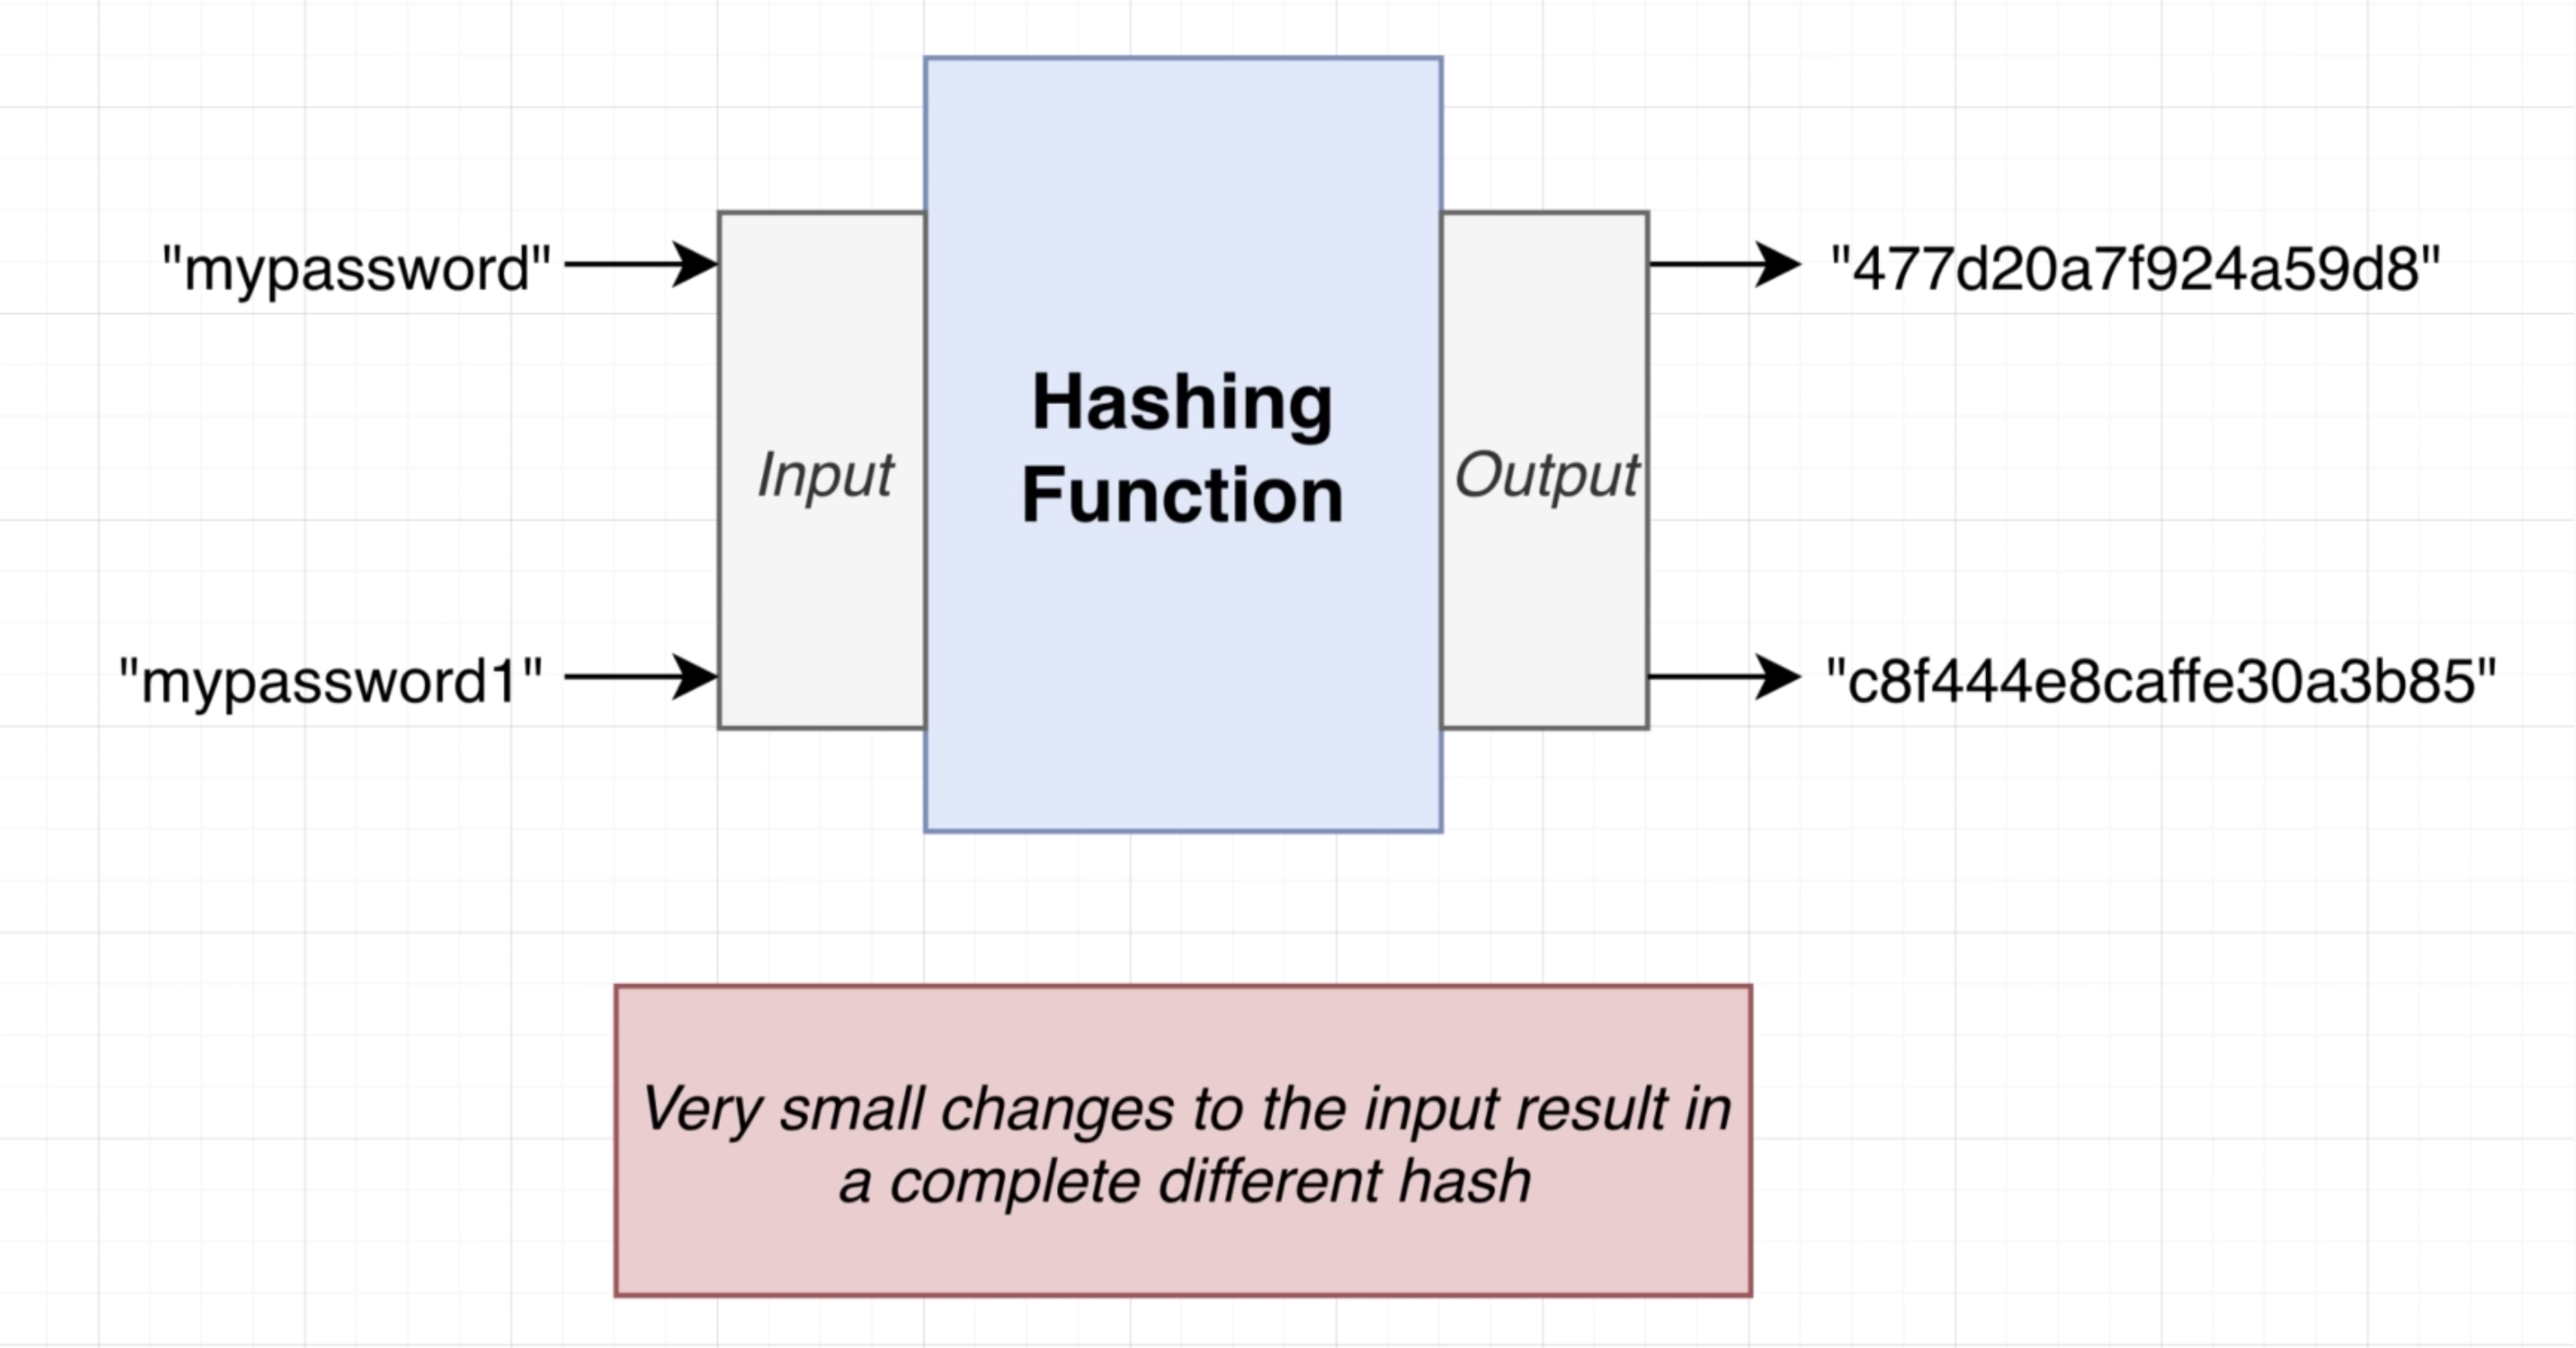 "mypassword"
"477d20a7f924a59d8"
Hashing
Function
Input
Output
"mypassword1"
"c8f444e8caffe30a3b85"
Very small changes to the input result in
a complete different hash